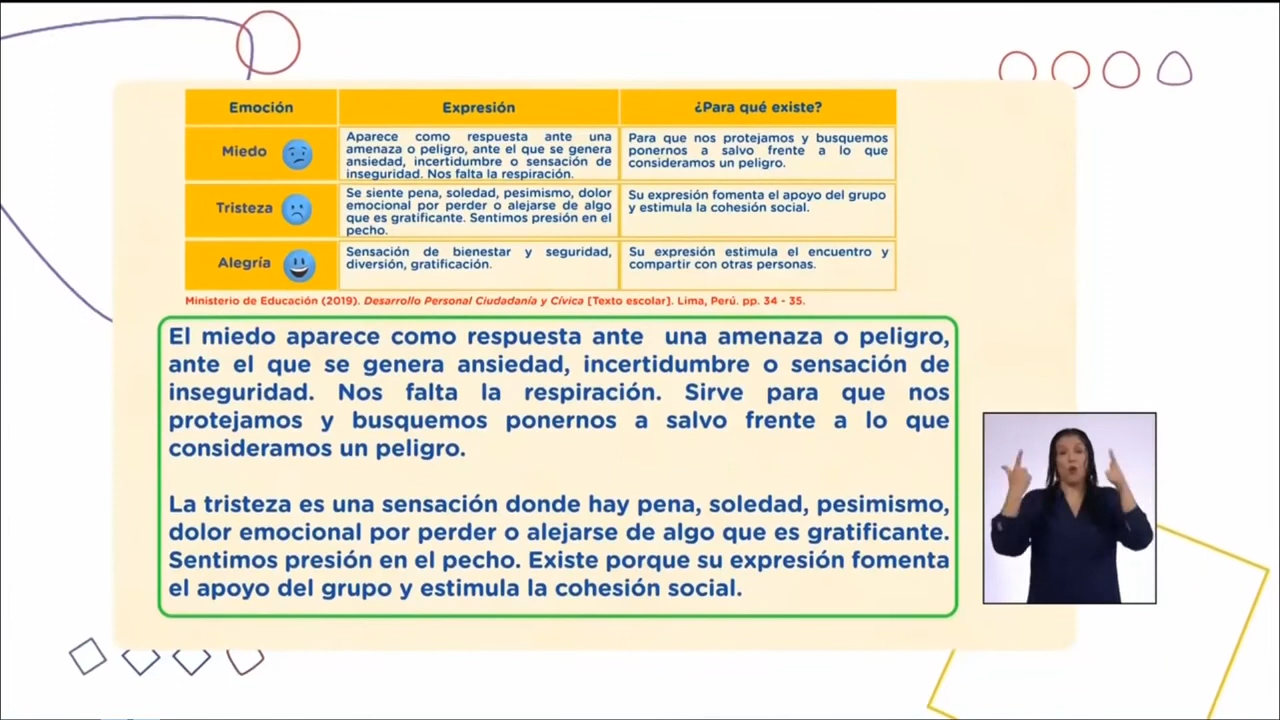 Emoción
Expresión
¿Para qué existe?
Miedo
Aparece como respuesta ante una
amenaza o peligro, ante el que se genera
ansiedad, incertidumbre o sensación de
inseguridad. Nos falta la respiración.
Para que nos protejamos y busquemos
ponernos a salvo frente a lo que
consideramos un peligro.
Tristeza
Se siente pena, soledad, pesimismo, dolor
emocional por perder o alejarse de algo
que es gratificante. Sentimos presión en el
pecho.
Su expresión fomenta el apoyo del grupo
y estimula la cohesión social.
Alegría
Sensación de bienestar y seguridad,
diversión, gratificación.
Su expresión estimula el encuentro y
compartir con otras personas.
Ministerio de Educación (2019). Desarrollo Personal Ciudadanía y Cívica [Texto escolar]. Lima, Perú. pp. 34 - 35.
El miedo aparece como respuesta ante una amenaza o peligro,
ante el que se genera ansiedad, incertidumbre o sensación de
inseguridad. Nos falta la respiración. Sirve para que nos
protejamos y busquemos ponernos a salvo frente a lo que
consideramos un peligro.
La tristeza es una sensación donde hay pena, soledad, pesimismo,
dolor emocional por perder o alejarse de algo que es gratificante.
Sentimos presión en el pecho. Existe porque su expresión fomenta
el apoyo del grupo y estimula la cohesión social.